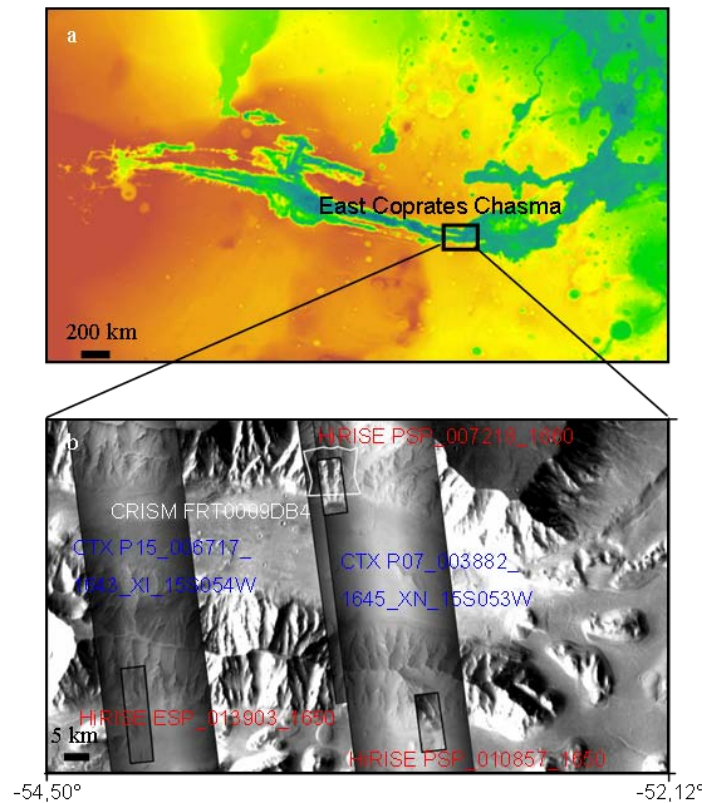 a
East Coprates Chasma
200 km
b
HiRISE PSP_007218_1660
CRISM FRT0009DB4
CTX P15_006717_
1643_XI_15S054W
CTX P07_003882_
1645_XN_15S053W
HiRISE ESP_013903_1650
5 km
HiRISE PSP_010857_1650
-54,50°
-52,12°